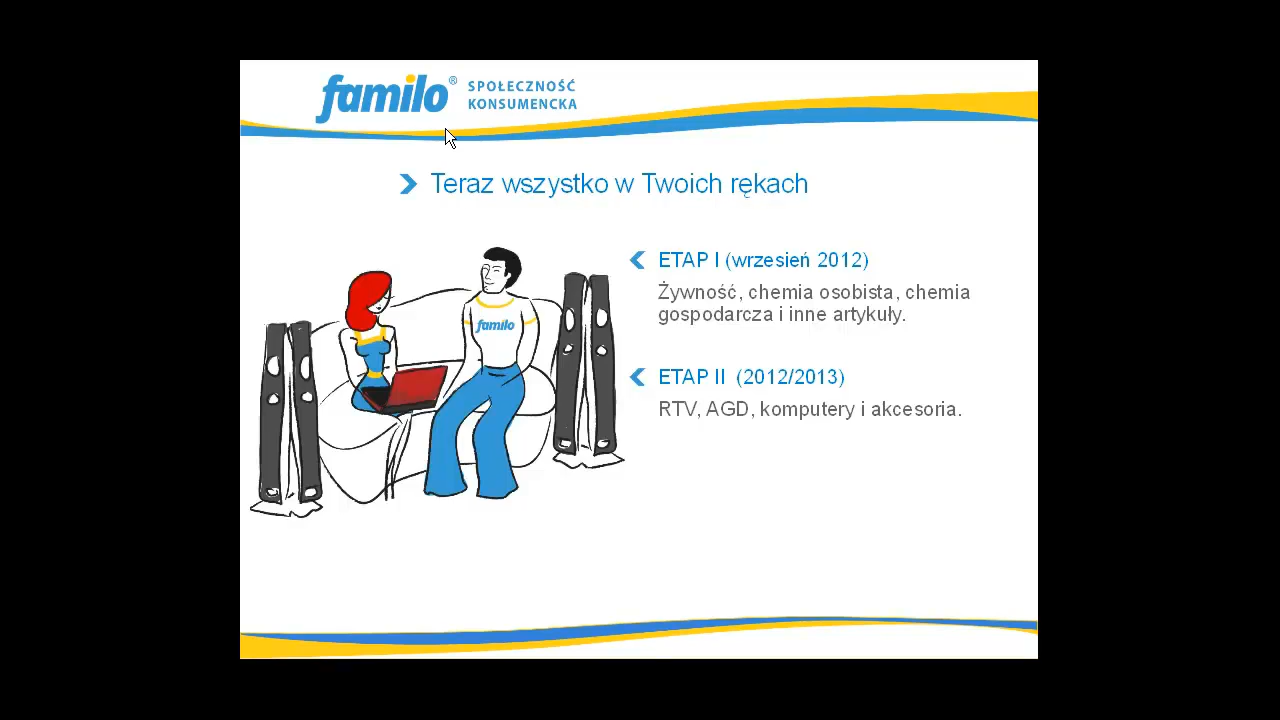 familo® SPOŁECZNOŚĆ
KONSUMENCKA
Teraz wszystko w Twoich rękach
ETAP I (wrzesień 2012)
Żywność, chemia osobista, chemia
gospodarcza i inne artykuły.
familo
ETAP II (2012/2013)
RTV, AGD, komputery i akcesoria.